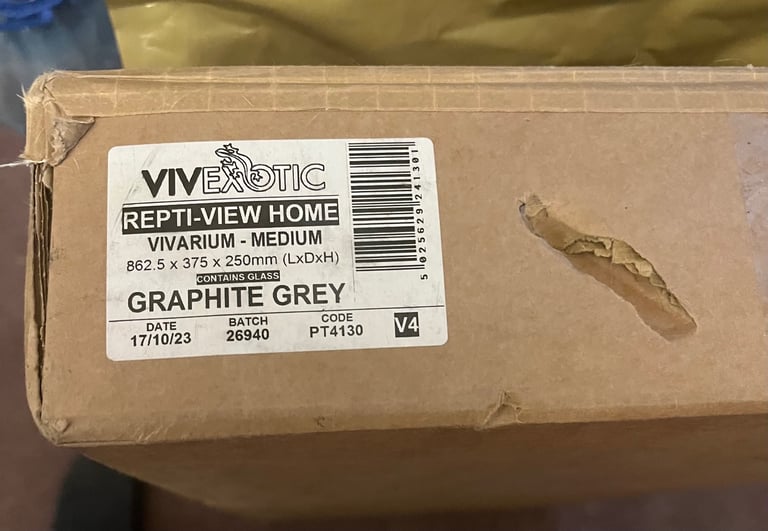 VIVEXOTIC
REPTI-VIEW HOME
VIVARIUM - MEDIUM
862.5 x 375 x 250mm (LxDxH)
CONTAINS GLASS
GRAPHITE GREY
DATE BATCH CODE
17/10/23 26940 PT4130 V4
5 025629 241301